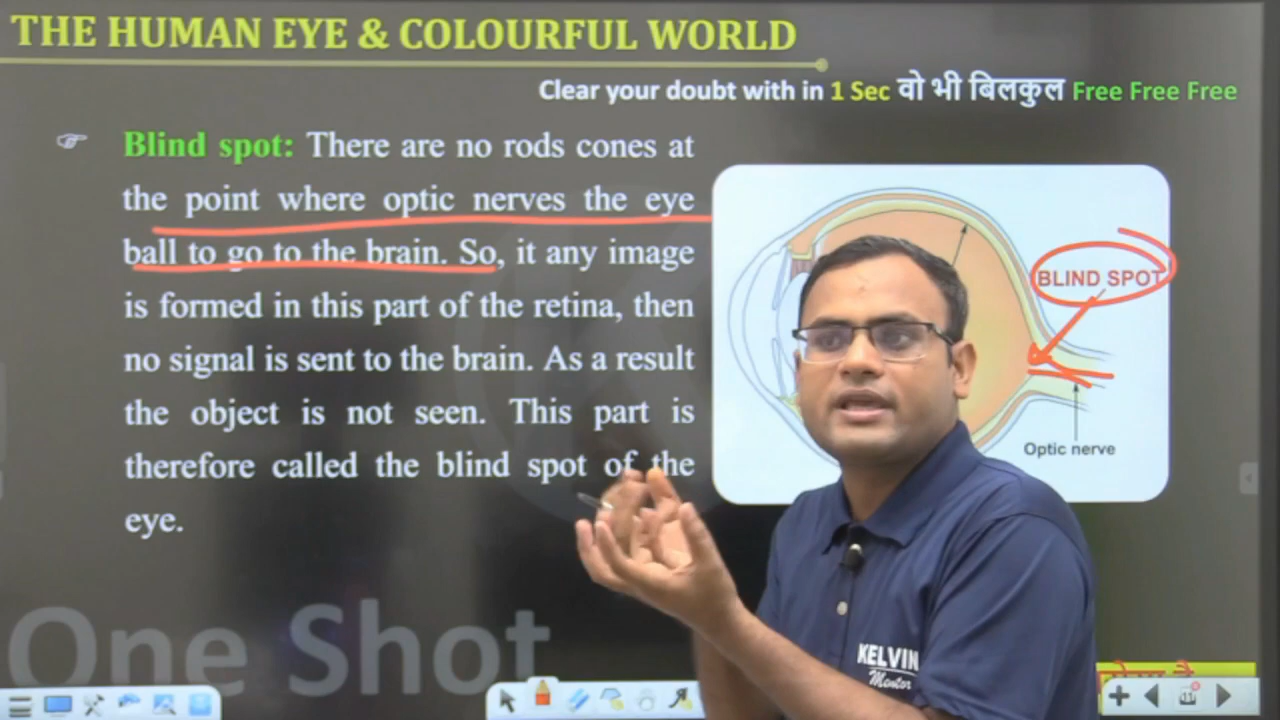 THE HUMAN EYE & COLOURFUL WORLD
Clear your doubt with in 1 Sec वो भी बिलकुल Free Free Free
☞ Blind spot: There are no rods cones at
the point where optic nerves the eye
ball to go to the brain. So, it any image
is formed in this part of the retina, then
no signal is sent to the brain. As a result
the object is not seen. This part is
therefore called the blind spot of the
eye.
BLIND SPOT
Optic nerve
One Shot
KELVIN
Mentor